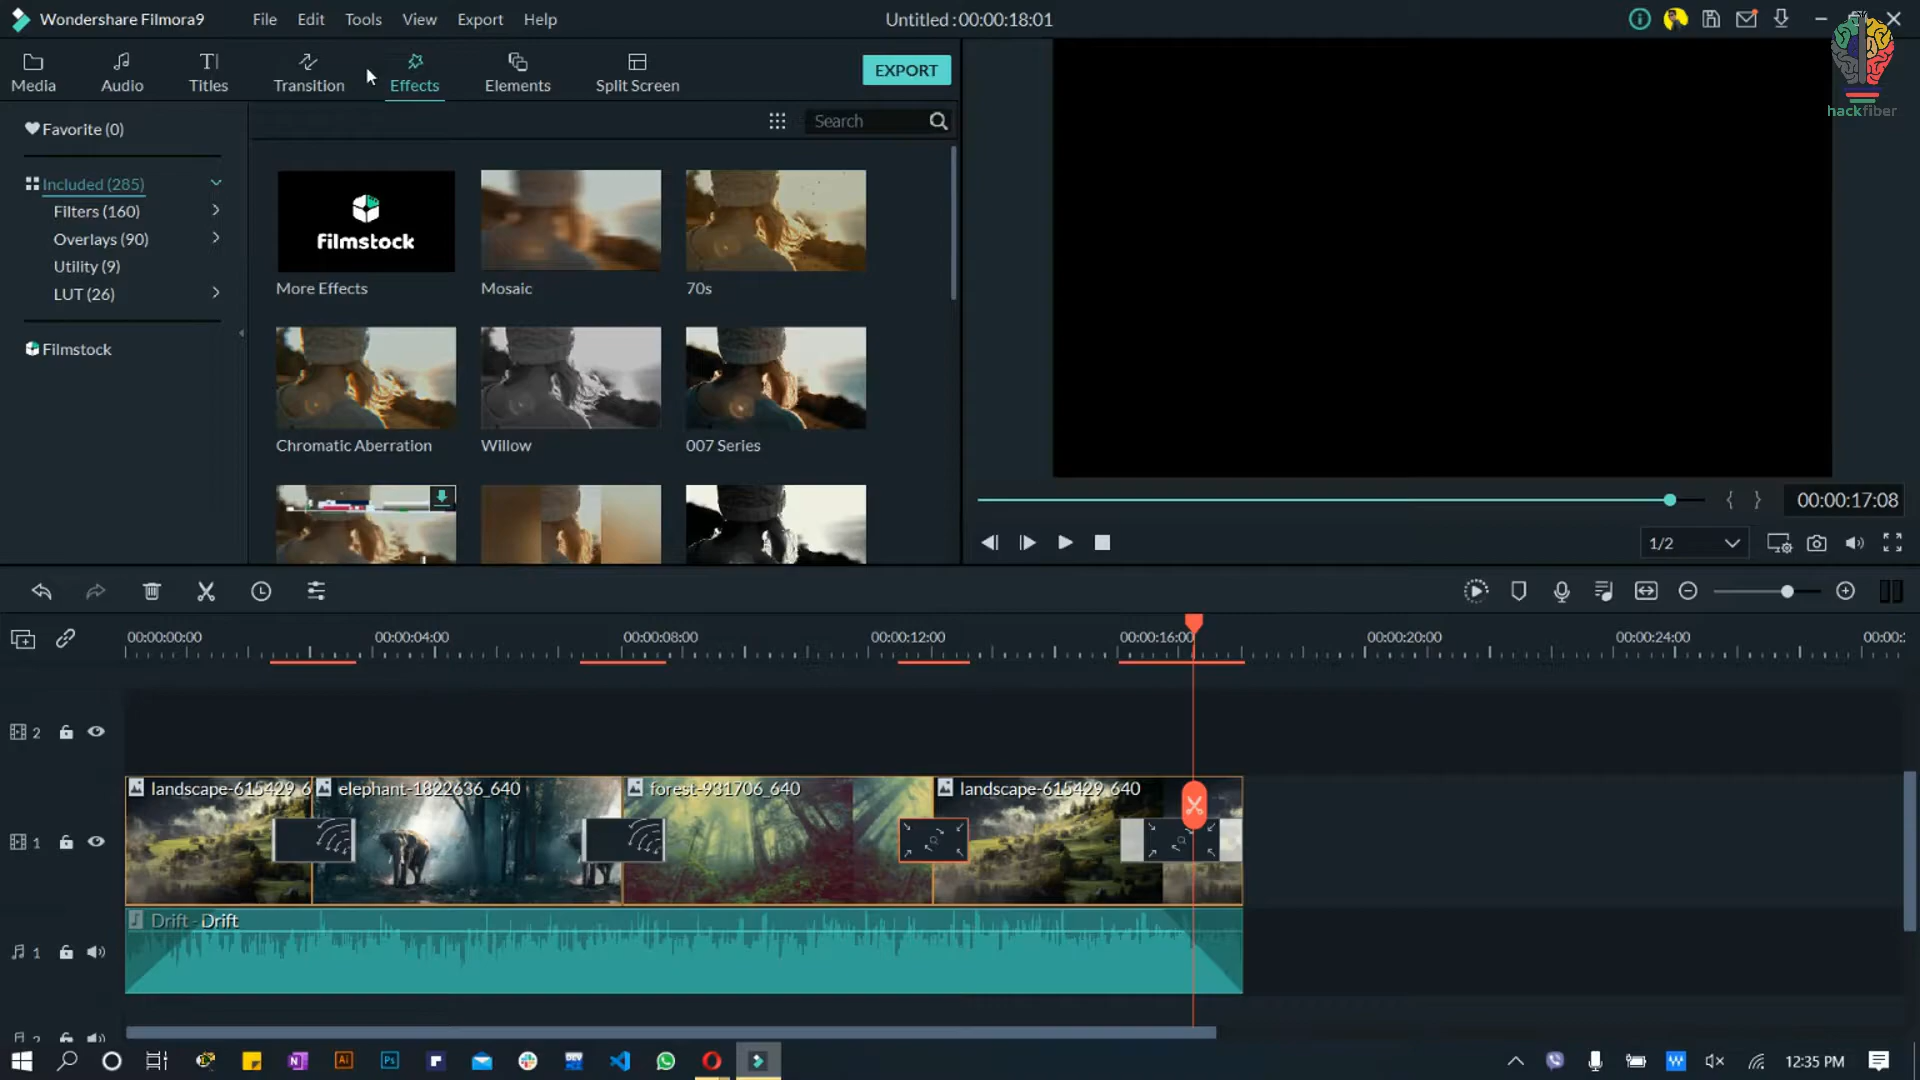 Wondershare Filmora9 File Edit Tools View Export Help Untitled : 00:00:18:01
Media Audio Titles Transition Effects Elements Split Screen EXPORT
hackfiber
Favorite (0)
Search
Included (285)
Filters (160)
Overlays (90)
Utility (9)
LUT (26)
Filmstock
filmstock
More Effects Mosaic 70s
Chromatic Aberration Willow 007 Series
00:00:17:08
1/2
00:00:00:00 00:00:04:00 00:00:08:00 00:00:12:00 00:00:16:00 00:00:20:00 00:00:24:00 00:00:
2
landscape-615429_6 elephant-1822636_640 forest-931706_640 landscape-615429_640
1
Drift - Drift
1
2
12:35 PM